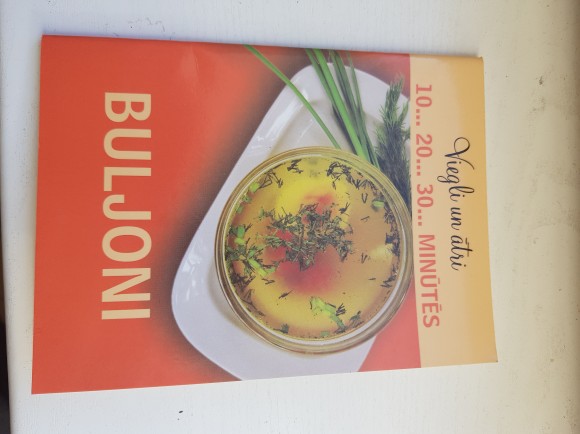 Viegli un ātri
10... 20... 30... MINŪTĒS
BULJONI